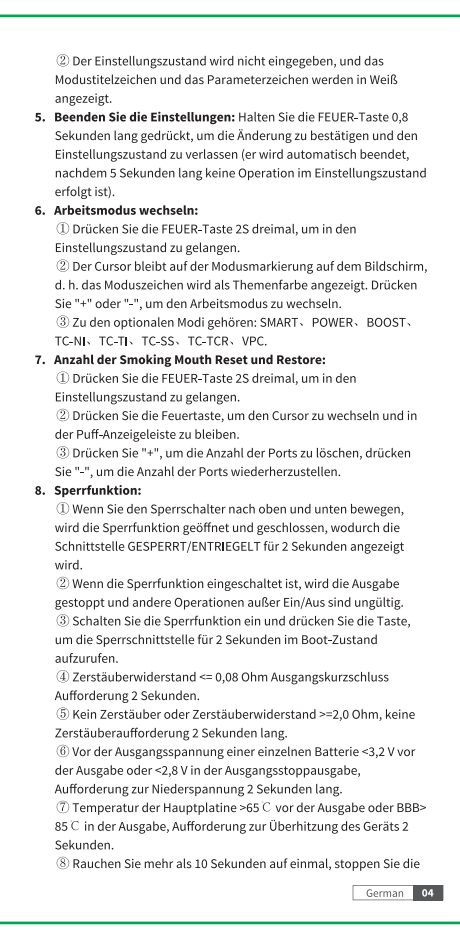 ② Der Einstellungszustand wird nicht eingegeben, und das
Modustitelzeichen und das Parameterzeichen werden in Weiß
angezeigt.
5. Beenden Sie die Einstellungen: Halten Sie die FEUER-Taste 0,8
Sekunden lang gedrückt, um die Änderung zu bestätigen und den
Einstellungszustand zu verlassen (er wird automatisch beendet,
nachdem 5 Sekunden lang keine Operation im Einstellungszustand
erfolgt ist).
6. Arbeitsmodus wechseln:
① Drücken Sie die FEUER-Taste 2S dreimal, um in den
Einstellungszustand zu gelangen.
② Der Cursor bleibt auf der Modusmarkierung auf dem Bildschirm,
d. h. das Moduszeichen wird als Themenfarbe angezeigt. Drücken
Sie "+" oder "-", um den Arbeitsmodus zu wechseln.
③ Zu den optionalen Modi gehören: SMART、POWER、BOOST、
TC-NI、TC-TI、TC-SS、TC-TCR、VPC.
7. Anzahl der Smoking Mouth Reset und Restore:
① Drücken Sie die FEUER-Taste 2S dreimal, um in den
Einstellungszustand zu gelangen.
② Drücken Sie die Feuertaste, um den Cursor zu wechseln und in
der Puff-Anzeigeleiste zu bleiben.
③ Drücken Sie "+", um die Anzahl der Ports zu löschen, drücken
Sie "-", um die Anzahl der Ports wiederherzustellen.
8. Sperrfunktion:
① Wenn Sie den Sperrschalter nach oben und unten bewegen,
wird die Sperrfunktion geöffnet und geschlossen, wodurch die
Schnittstelle GESPERRT/ENTRIEGELT für 2 Sekunden angezeigt
wird.
② Wenn die Sperrfunktion eingeschaltet ist, wird die Ausgabe
gestoppt und andere Operationen außer Ein/Aus sind ungültig.
③ Schalten Sie die Sperrfunktion ein und drücken Sie die Taste,
um die Sperrschnittstelle für 2 Sekunden im Boot-Zustand
aufzurufen.
④ Zerstäuberwiderstand <= 0,08 Ohm Ausgangskurzschluss
Aufforderung 2 Sekunden.
⑤ Kein Zerstäuber oder Zerstäuberwiderstand >=2,0 Ohm, keine
Zerstäuberaufforderung 2 Sekunden lang.
⑥ Vor der Ausgangsspannung einer einzelnen Batterie <3,2 V vor
der Ausgabe oder <2,8 V in der Ausgangsstoppausgabe,
Aufforderung zur Niederspannung 2 Sekunden lang.
⑦ Temperatur der Hauptplatine >65℃ vor der Ausgabe oder BBB>
85℃ in der Ausgabe, Aufforderung zur Überhitzung des Geräts 2
Sekunden.
⑧ Rauchen Sie mehr als 10 Sekunden auf einmal, stoppen Sie die
German 04